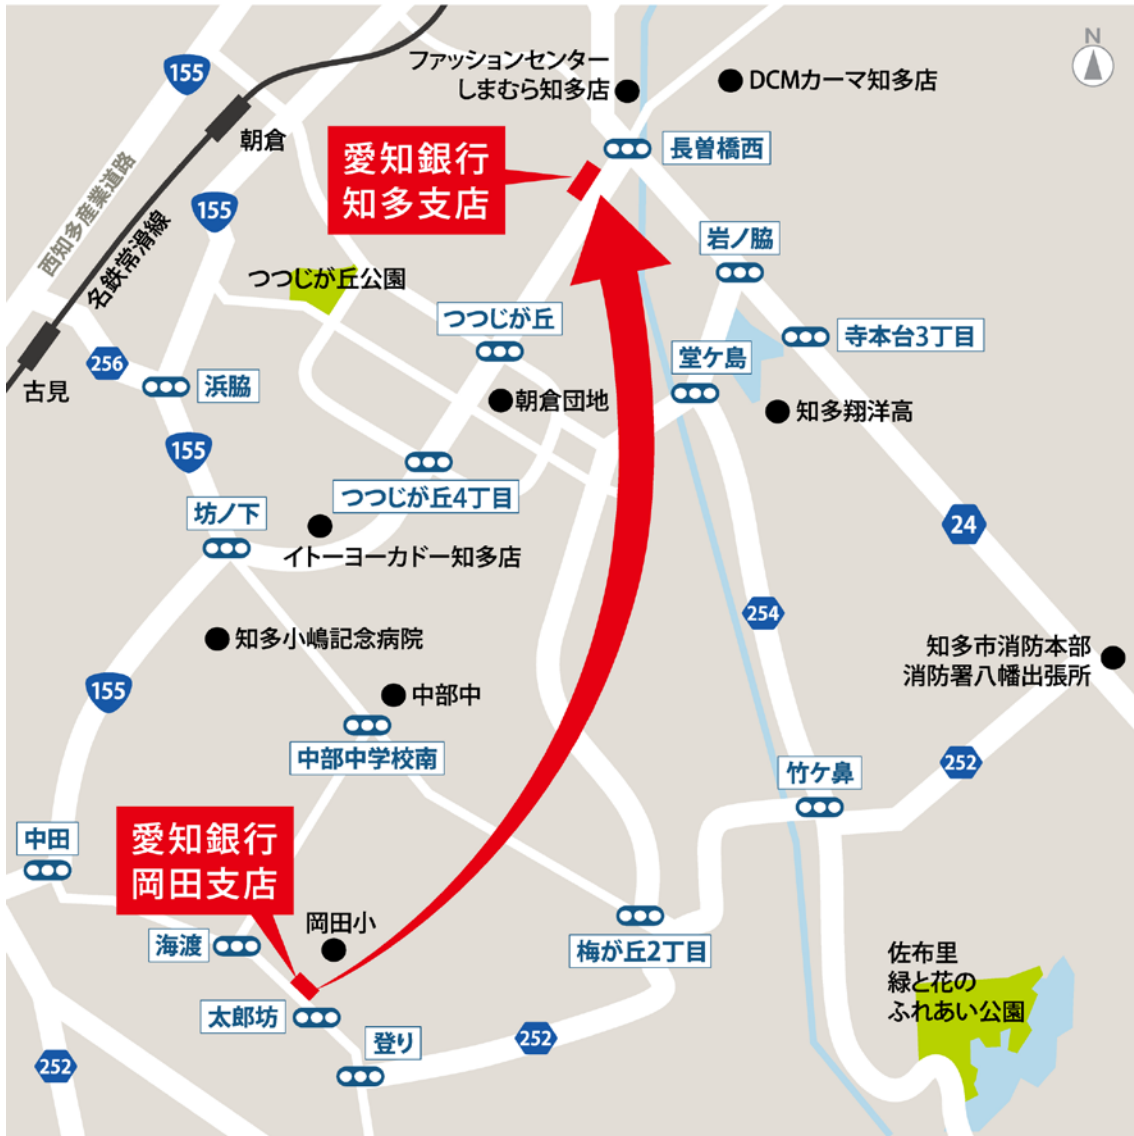 ファッションセンター
しまむら知多店
DCMカーマ知多店
N
155
朝倉
愛知銀行
知多支店
長曽橋西
西知多産業道路
名鉄常滑線
155
岩ノ脇
つつじが丘公園
つつじが丘
寺本台3丁目
256
古見
浜脇
堂ケ島
朝倉団地
知多翔洋高
155
つつじが丘4丁目
坊ノ下
24
イトーヨーカドー知多店
254
知多小嶋記念病院
知多市消防本部
消防署八幡出張所
155
中部中
中部中学校南
竹ケ鼻
252
中田
愛知銀行
岡田支店
岡田小
海渡
梅が丘2丁目
佐布里
緑と花の
ふれあい公園
太郎坊
登り
252
252